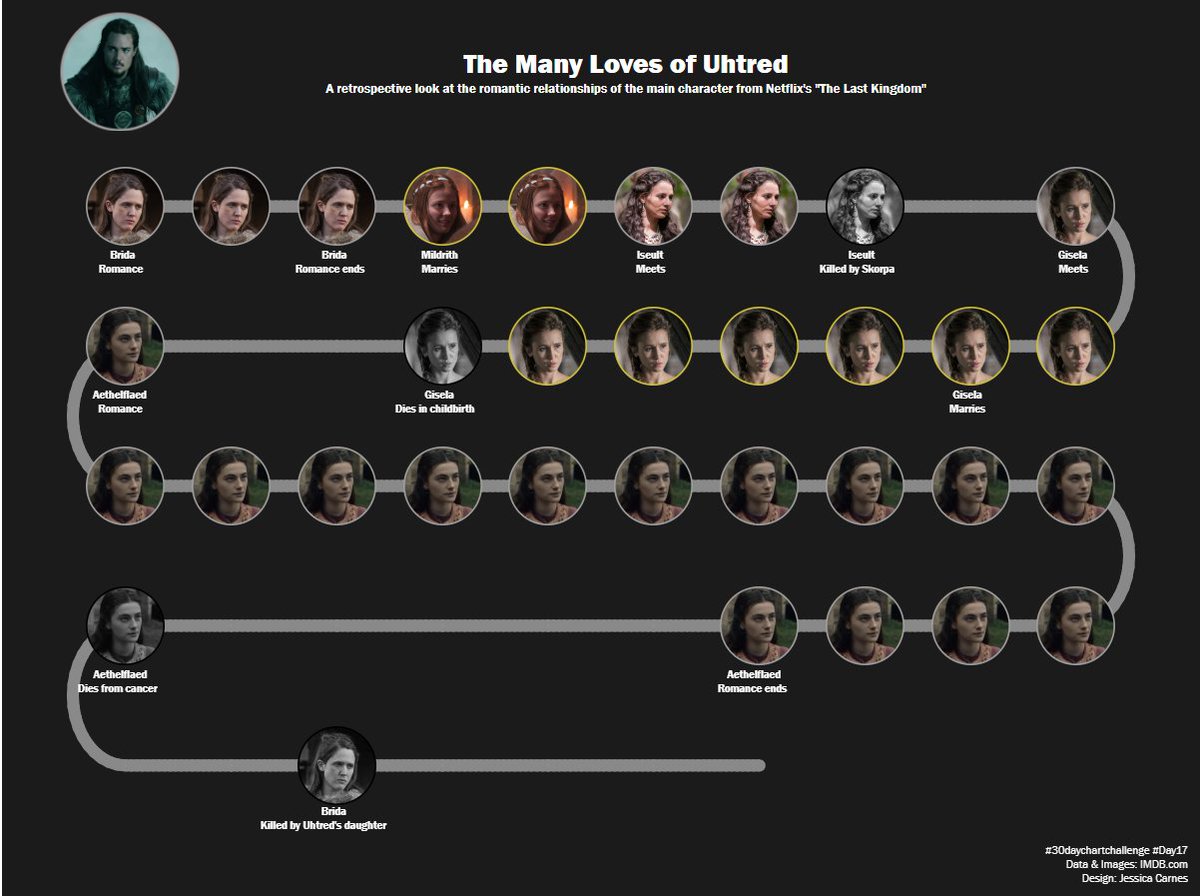 The Many Loves of Uhtred
A retrospective look at the romantic relationships of the main character from Netflix's "The Last Kingdom"
Brida
Romance
Brida
Romance ends
Mildrith
Marries
Iseult
Meets
Iseult
Killed by Skorpa
Gisela
Meets
Aethelflaed
Romance
Gisela
Dies in childbirth
Gisela
Marries
Aethelflaed
Dies from cancer
Aethelflaed
Romance ends
Brida
Killed by Uhtred's daughter
#30daychartchallenge #Day17
Data & Images: IMDB.com
Design: Jessica Carnes